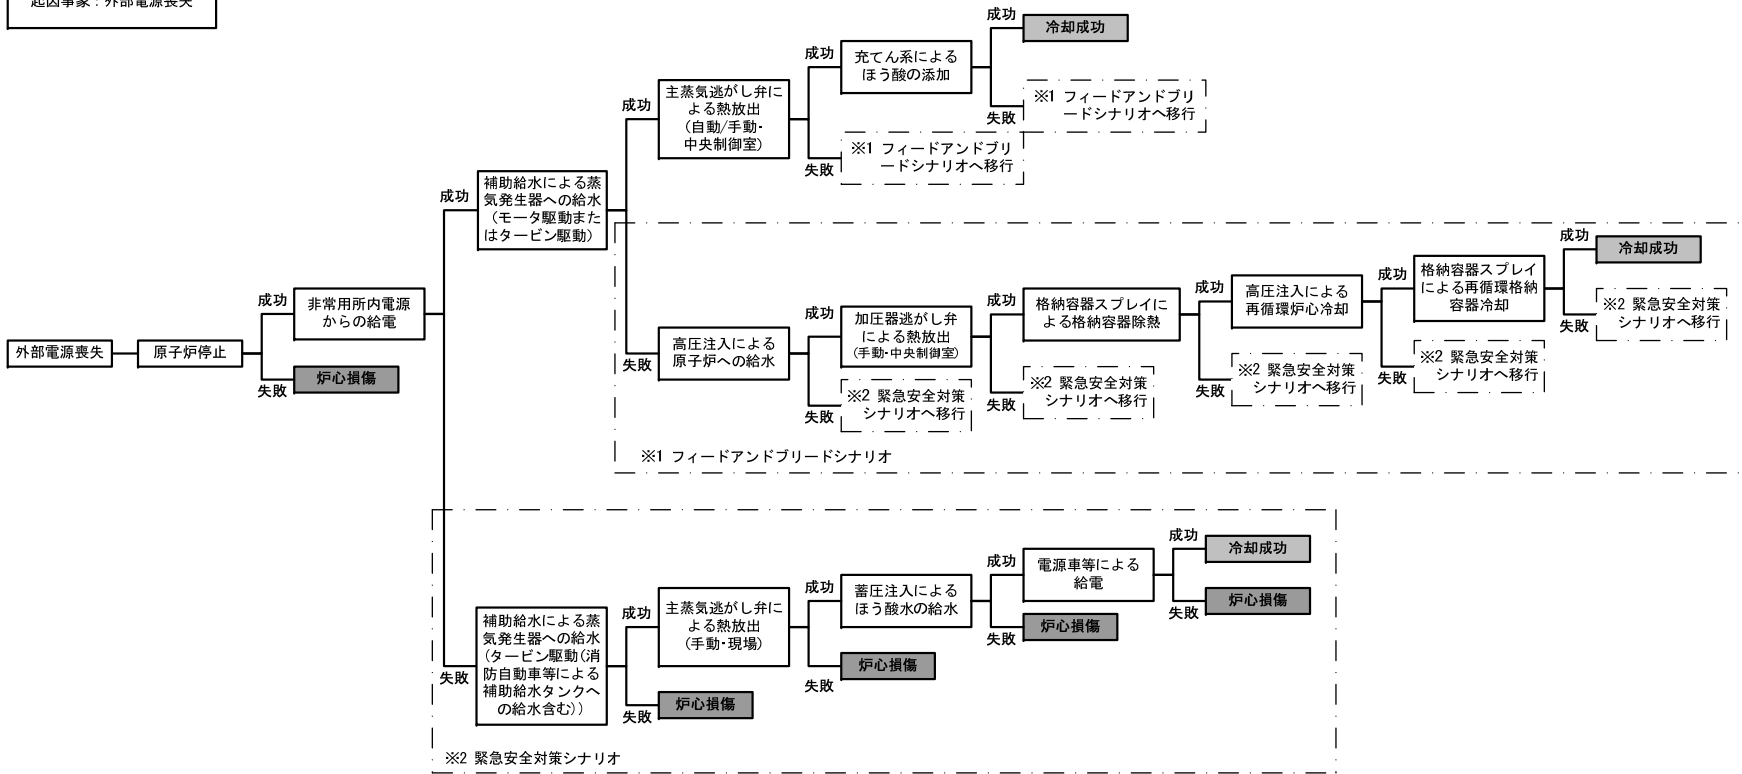 起因事象：外部電源喪失
外部電源喪失
原子炉停止
成功
失敗
非常用所内電源
からの給電
炉心損傷
成功
失敗
補助給水による蒸
気発生器への給水
（モータ駆動また
はタービン駆動）
成功
失敗
主蒸気逃がし弁に
よる熱放出
（自動/手動・
中央制御室）
成功
失敗
充てん系による
ほう酸の添加
成功
失敗
冷却成功
※1 フィードアンドブリ
ードシナリオへ移行
※1 フィードアンドブリ
ードシナリオへ移行
高圧注入による
原子炉への給水
成功
失敗
加圧器逃がし弁
による熱放出
（手動・中央制御室）
※2 緊急安全対策
シナリオへ移行
成功
失敗
格納容器スプレイに
よる格納容器除熱
※2 緊急安全対策
シナリオへ移行
成功
失敗
高圧注入による
再循環炉心冷却
※2 緊急安全対策
シナリオへ移行
成功
失敗
格納容器スプレイ
による再循環格納
容器冷却
※2 緊急安全対策
シナリオへ移行
成功
失敗
冷却成功
※2 緊急安全対策
シナリオへ移行
※1 フィードアンドブリードシナリオ
補助給水による蒸
気発生器への給水
（タービン駆動（消
防自動車等による
補助給水タンクへ
の給水含む））
成功
失敗
主蒸気逃がし弁に
よる熱放出
（手動・現場）
炉心損傷
成功
失敗
蓄圧注入による
ほう酸水の給水
炉心損傷
成功
失敗
電源車等による
給電
炉心損傷
成功
失敗
冷却成功
炉心損傷
※2 緊急安全対策シナリオ